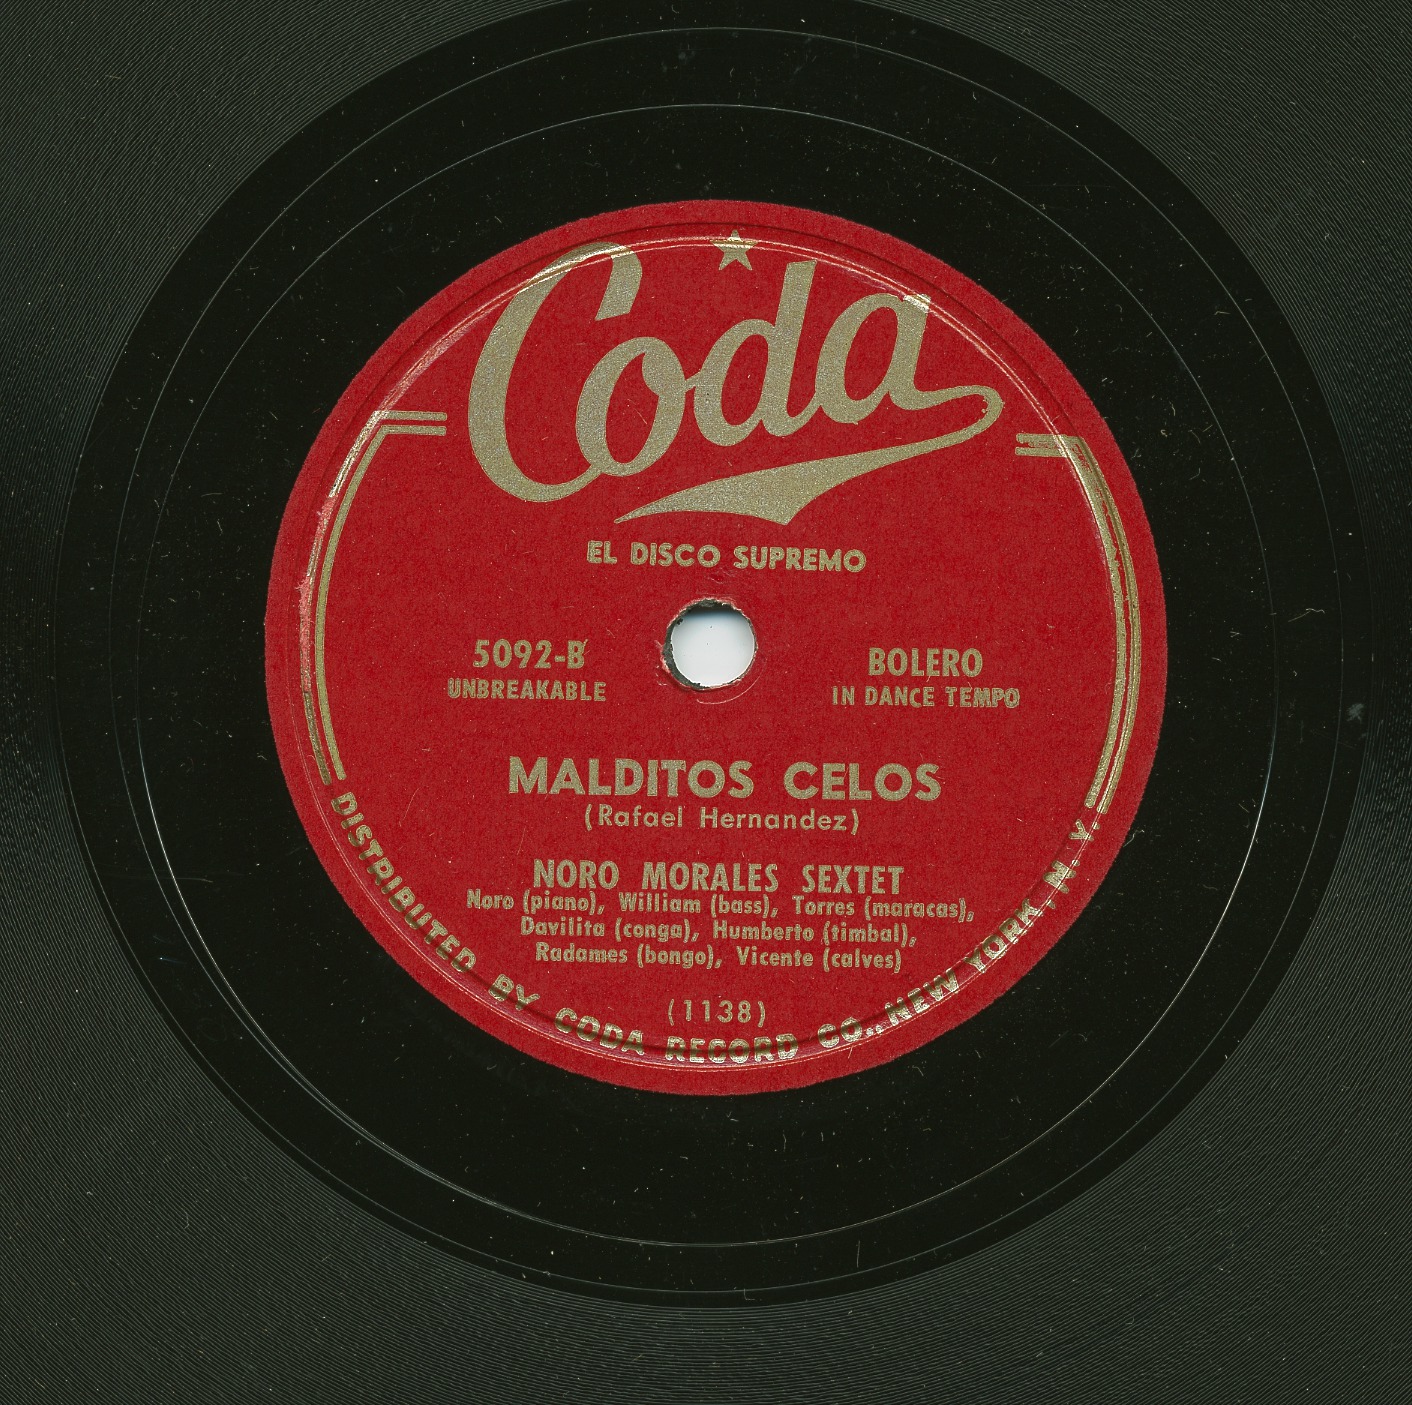 Coda
EL DISCO SUPREMO
5092-B
UNBREAKABLE
BOLERO
IN DANCE TEMPO
MALDITOS CELOS
(Rafael Hernandez)
NORO MORALES SEXTET
Noro (piano), William (bass), Torres (maracas),
Davilita (conga), Humberto (timbal),
Radames (bongo), Vicente (calves)
(1138)
DISTRIBUTED BY CODA RECORD CO., NEW YORK, N. Y.